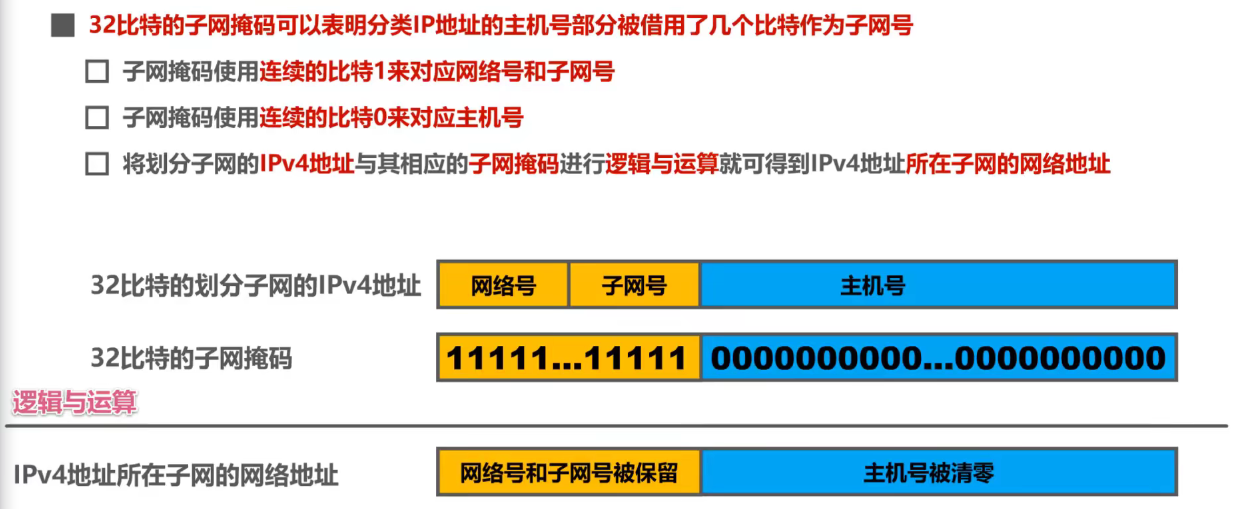 32比特的子网掩码可以表明分类IP地址的主机号部分被借用了几个比特作为子网号
子网掩码使用连续的比特1来对应网络号和子网号
子网掩码使用连续的比特0来对应主机号
将划分子网的IPv4地址与其相应的子网掩码进行逻辑与运算就可得到IPv4地址所在子网的网络地址
32比特的划分子网的IPv4地址 网络号 子网号 主机号
32比特的子网掩码 11111...11111 0000000000...0000000000
逻辑与运算
IPv4地址所在子网的网络地址 网络号和子网号被保留 主机号被清零